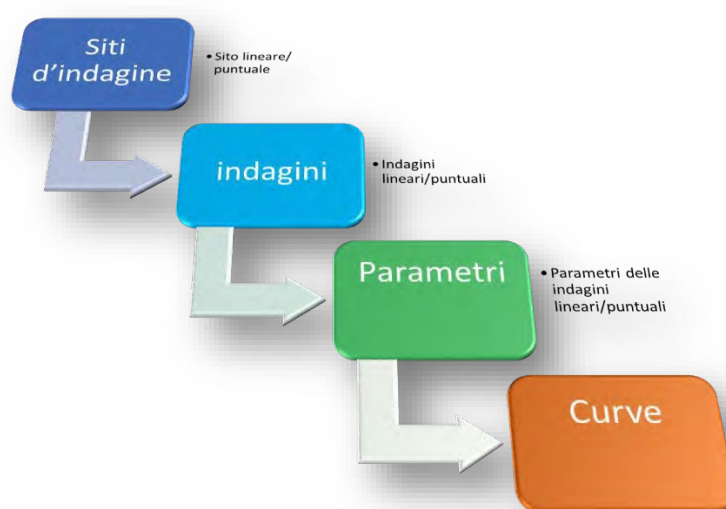 Siti
d'indagine
• Sito lineare/
puntuale
indagini
• Indagini
lineari/puntuali
Parametri
• Parametri delle
indagini
lineari/puntuali
Curve